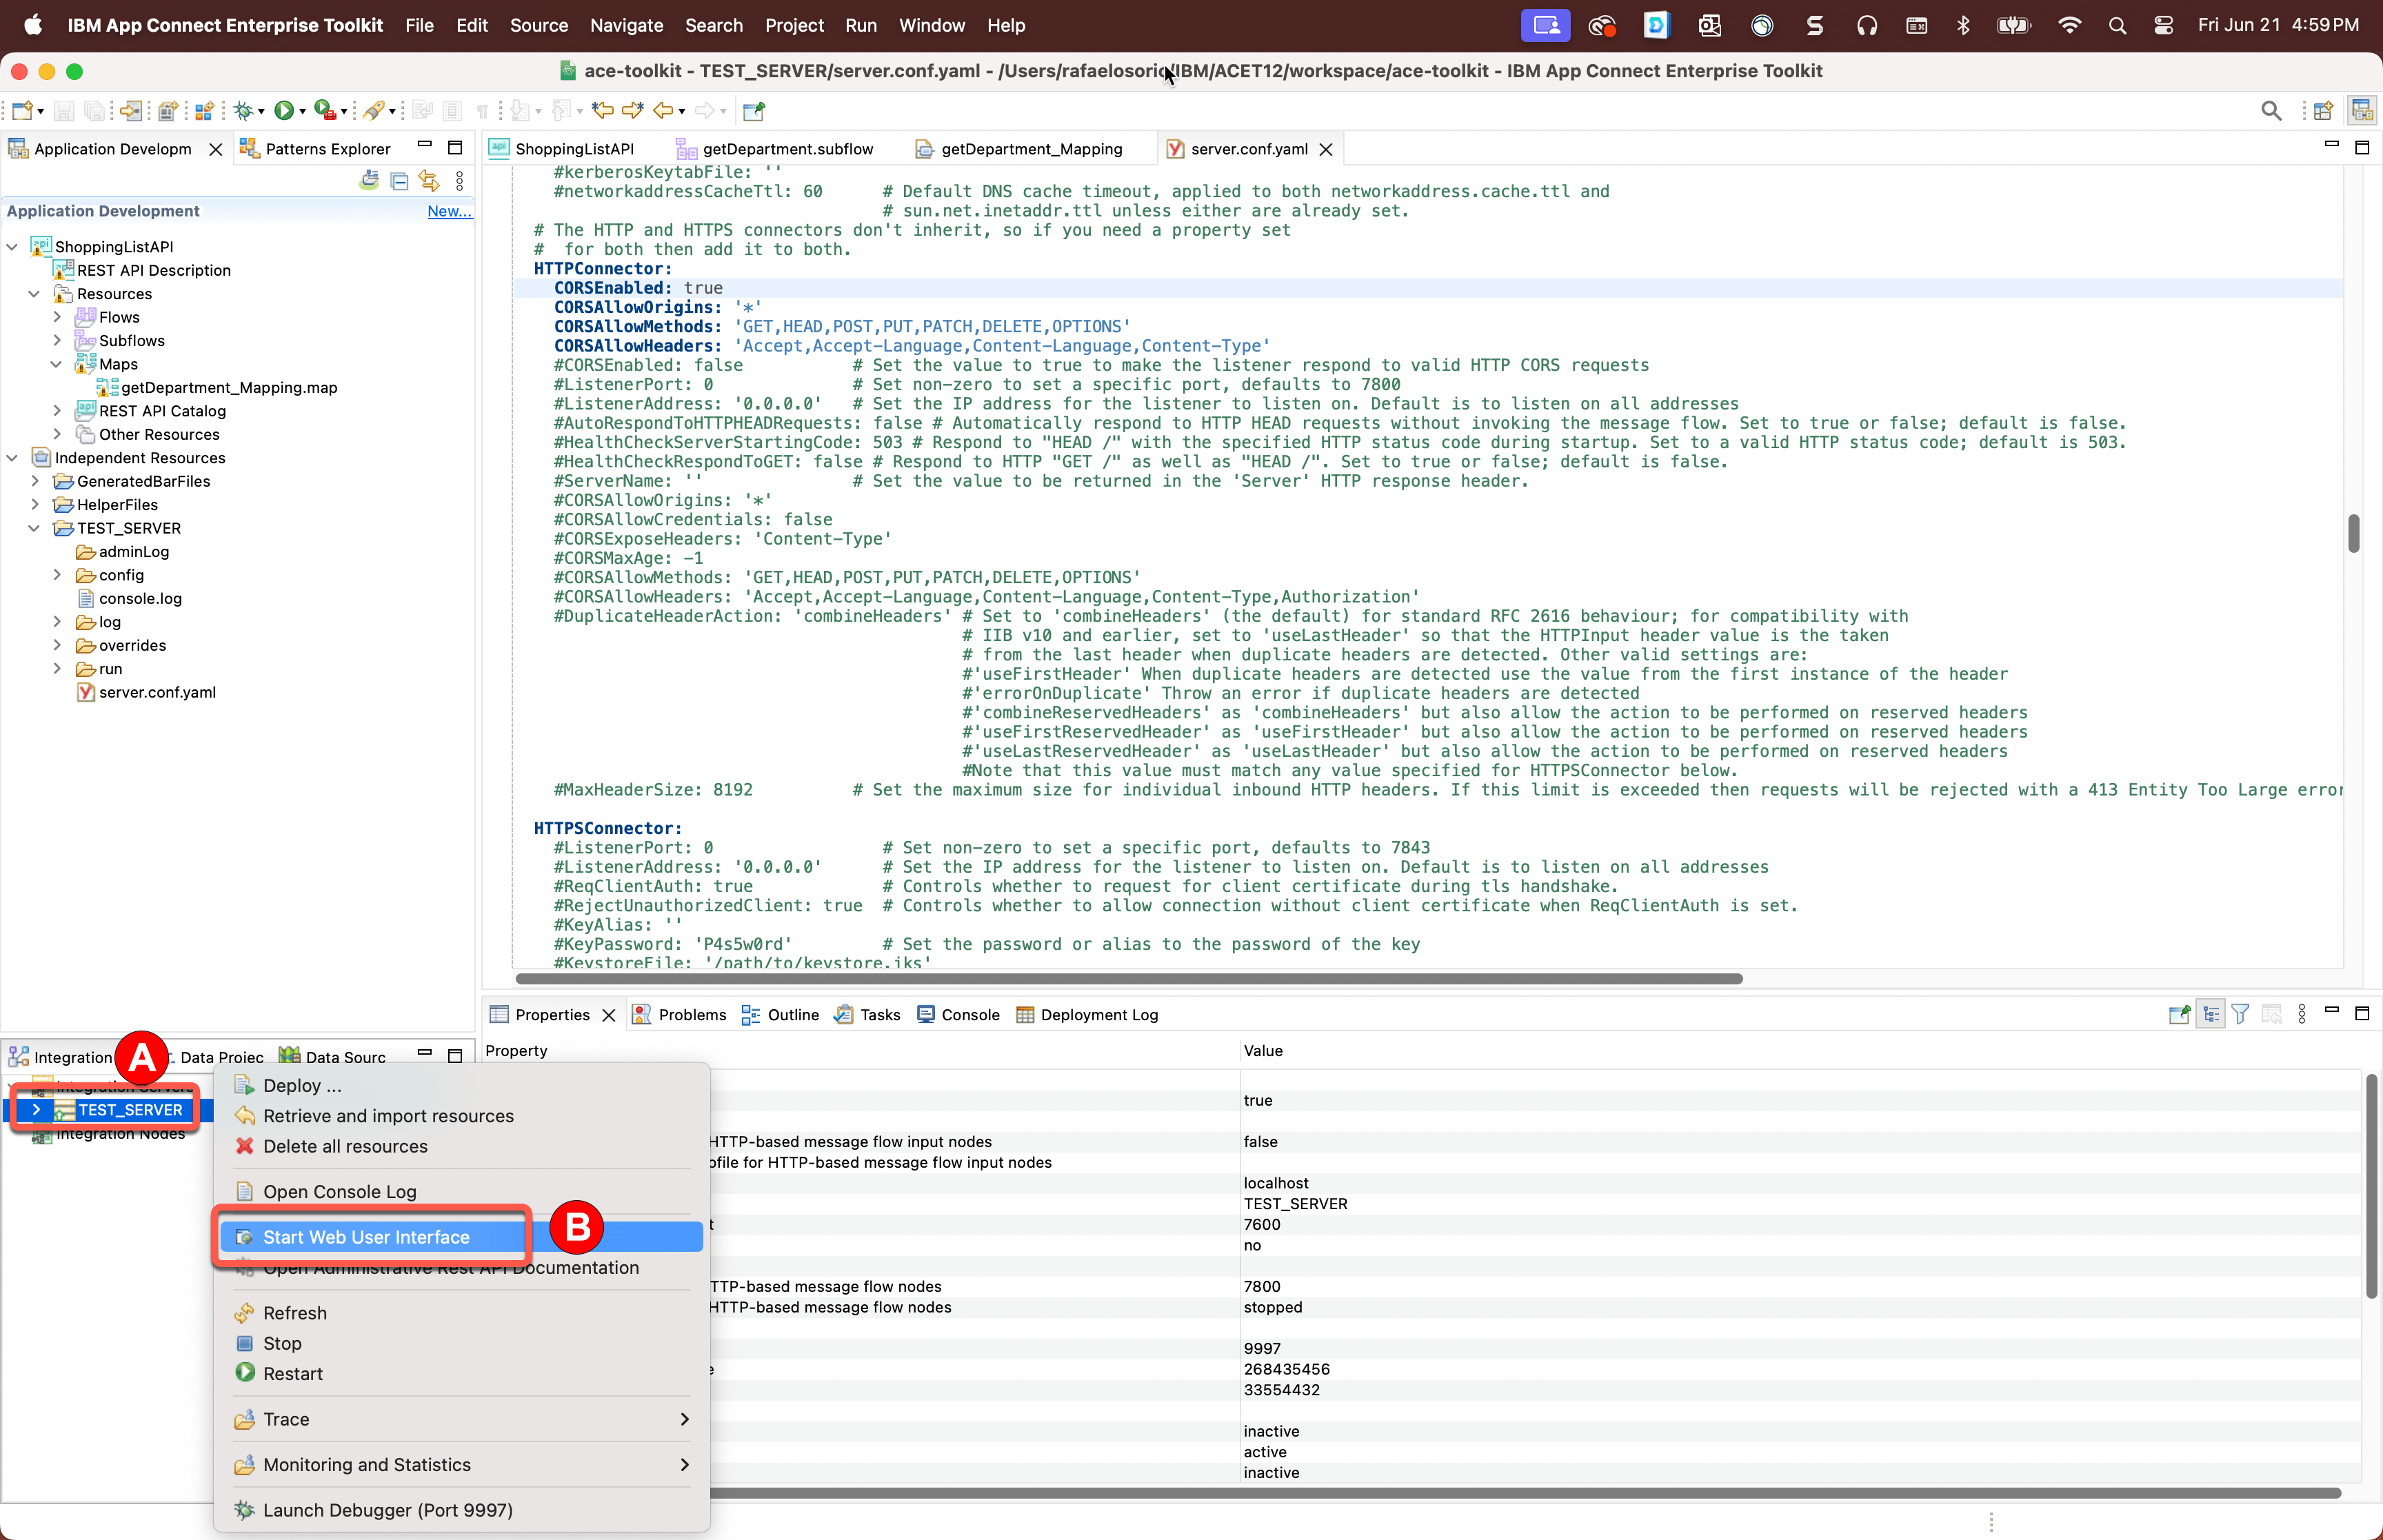 IBM App Connect Enterprise Toolkit File Edit Source Navigate Search Project Run Window Help Fri Jun 21 4:59 PM
ace-toolkit - TEST_SERVER/server.conf.yaml - /Users/rafaelosorio/IBM/ACET12/workspace/ace-toolkit - IBM App Connect Enterprise Toolkit
Application Developm
Patterns Explorer
Application Development
New...
ShoppingListAPI
REST API Description
Resources
Flows
Subflows
Maps
getDepartment_Mapping.map
REST API Catalog
Other Resources
Independent Resources
GeneratedBarFiles
HelperFiles
TEST_SERVER
adminLog
config
console.log
log
overrides
run
server.conf.yaml
ShoppingListAPI
getDepartment.subflow
getDepartment_Mapping
server.conf.yaml
#kerberosKeytabFile: ''
#networkaddressCacheTtl: 60 # Default DNS cache timeout, applied to both networkaddress.cache.ttl and
# sun.net.inetaddr.ttl unless either are already set.
# The HTTP and HTTPS connectors don't inherit, so if you need a property set
# for both then add it to both.
HTTPConnector:
CORSEnabled: true
CORSAllowOrigins: '*'
CORSAllowMethods: 'GET,HEAD,POST,PUT,PATCH,DELETE,OPTIONS'
CORSAllowHeaders: 'Accept,Accept-Language,Content-Language,Content-Type'
#CORSEnabled: false # Set the value to true to make the listener respond to valid HTTP CORS requests
#ListenerPort: 0 # Set non-zero to set a specific port, defaults to 7800
#ListenerAddress: '0.0.0.0' # Set the IP address for the listener to listen on. Default is to listen on all addresses
#AutoRespondToHTTPHEADRequests: false # Automatically respond to HTTP HEAD requests without invoking the message flow. Set to true or false; default is false.
#HealthCheckServerStartingCode: 503 # Respond to "HEAD /" with the specified HTTP status code during startup. Set to a valid HTTP status code; default is 503.
#HealthCheckRespondToGET: false # Respond to HTTP "GET /" as well as "HEAD /". Set to true or false; default is false.
#ServerName: '' # Set the value to be returned in the 'Server' HTTP response header.
#CORSAllowOrigins: '*'
#CORSAllowCredentials: false
#CORSExposeHeaders: 'Content-Type'
#CORSMaxAge: -1
#CORSAllowMethods: 'GET,HEAD,POST,PUT,PATCH,DELETE,OPTIONS'
#CORSAllowHeaders: 'Accept,Accept-Language,Content-Language,Content-Type,Authorization'
#DuplicateHeaderAction: 'combineHeaders' # Set to 'combineHeaders' (the default) for standard RFC 2616 behaviour; for compatibility with
# IIB v10 and earlier, set to 'useLastHeader' so that the HTTPInput header value is the taken
# from the last header when duplicate headers are detected. Other valid settings are:
#'useFirstHeader' When duplicate headers are detected use the value from the first instance of the header
#'errorOnDuplicate' Throw an error if duplicate headers are detected
#'combineReservedHeaders' as 'combineHeaders' but also allow the action to be performed on reserved headers
#'useFirstReservedHeader' as 'useFirstHeader' but also allow the action to be performed on reserved headers
#'useLastReservedHeader' as 'useLastHeader' but also allow the action to be performed on reserved headers
#Note that this value must match any value specified for HTTPSConnector below.
#MaxHeaderSize: 8192 # Set the maximum size for individual inbound HTTP headers. If this limit is exceeded then requests will be rejected with a 413 Entity Too Large error
HTTPSConnector:
#ListenerPort: 0 # Set non-zero to set a specific port, defaults to 7843
#ListenerAddress: '0.0.0.0' # Set the IP address for the listener to listen on. Default is to listen on all addresses
#ReqClientAuth: true # Controls whether to request for client certificate during tls handshake.
#RejectUnauthorizedClient: true # Controls whether to allow connection without client certificate when ReqClientAuth is set.
#KeyAlias: ''
#KeyPassword: 'P4s5w0rd' # Set the password or alias to the password of the key
#KeystoreFile: '/path/to/keystore.jks'
Integration
A
Data Projec
Data Sourc
Integration Servers
TEST_SERVER
Integration Nodes
Deploy ...
Retrieve and import resources
Delete all resources
Open Console Log
Start Web User Interface
B
Open Administrative Rest API Documentation
Refresh
Stop
Restart
Trace
Monitoring and Statistics
Launch Debugger (Port 9997)
Properties
Problems
Outline
Tasks
Console
Deployment Log
Property Value
true
HTTP-based message flow input nodes false
ofile for HTTP-based message flow input nodes
localhost
TEST_SERVER
t 7600
no
TTP-based message flow nodes 7800
HTTP-based message flow nodes stopped
9997
e 268435456
33554432
inactive
active
inactive